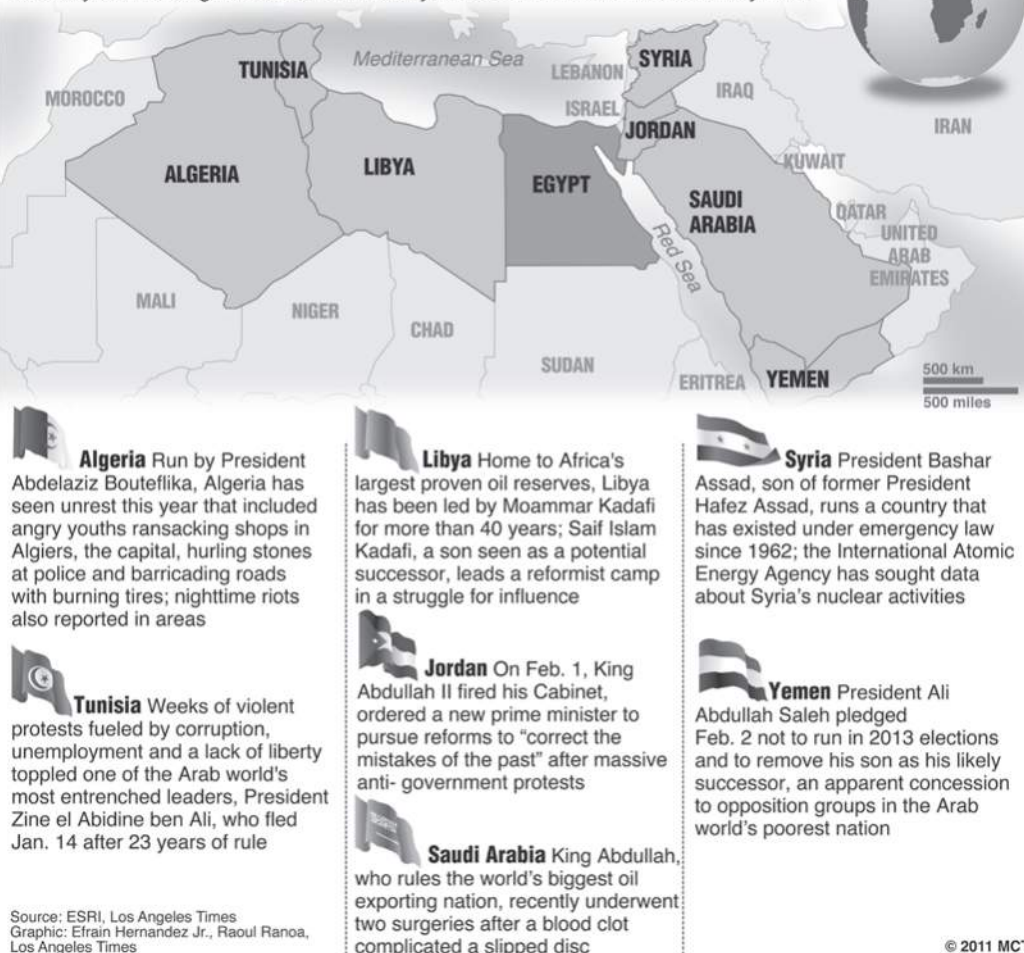 Mediterranean Sea
TUNISIA
SYRIA
LEBANON
MOROCCO
IRAQ
ISRAEL
JORDAN
IRAN
ALGERIA
LIBYA
EGYPT
KUWAIT
SAUDI
ARABIA
QATAR
UNITED
ARAB
EMIRATES
Red Sea
MALI
NIGER
CHAD
SUDAN
ERITREA
YEMEN
500 km
500 miles
Algeria Run by President
Abdelaziz Bouteflika, Algeria has
seen unrest this year that included
angry youths ransacking shops in
Algiers, the capital, hurling stones
at police and barricading roads
with burning tires; nighttime riots
also reported in areas
Tunisia Weeks of violent
protests fueled by corruption,
unemployment and a lack of liberty
toppled one of the Arab world's
most entrenched leaders, President
Zine el Abidine ben Ali, who fled
Jan. 14 after 23 years of rule
Libya Home to Africa's
largest proven oil reserves, Libya
has been led by Moammar Kadafi
for more than 40 years; Saif Islam
Kadafi, a son seen as a potential
successor, leads a reformist camp
in a struggle for influence
Jordan On Feb. 1, King
Abdullah II fired his Cabinet,
ordered a new prime minister to
pursue reforms to “correct the
mistakes of the past” after massive
anti- government protests
Saudi Arabia King Abdullah,
who rules the world's biggest oil
exporting nation, recently underwent
two surgeries after a blood clot
complicated a slipped disc
Syria President Bashar
Assad, son of former President
Hafez Assad, runs a country that
has existed under emergency law
since 1962; the International Atomic
Energy Agency has sought data
about Syria's nuclear activities
Yemen President Ali
Abdullah Saleh pledged
Feb. 2 not to run in 2013 elections
and to remove his son as his likely
successor, an apparent concession
to opposition groups in the Arab
world's poorest nation
Source: ESRI, Los Angeles Times
Graphic: Efrain Hernandez Jr., Raoul Ranoa,
Los Angeles Times
© 2011 MCT